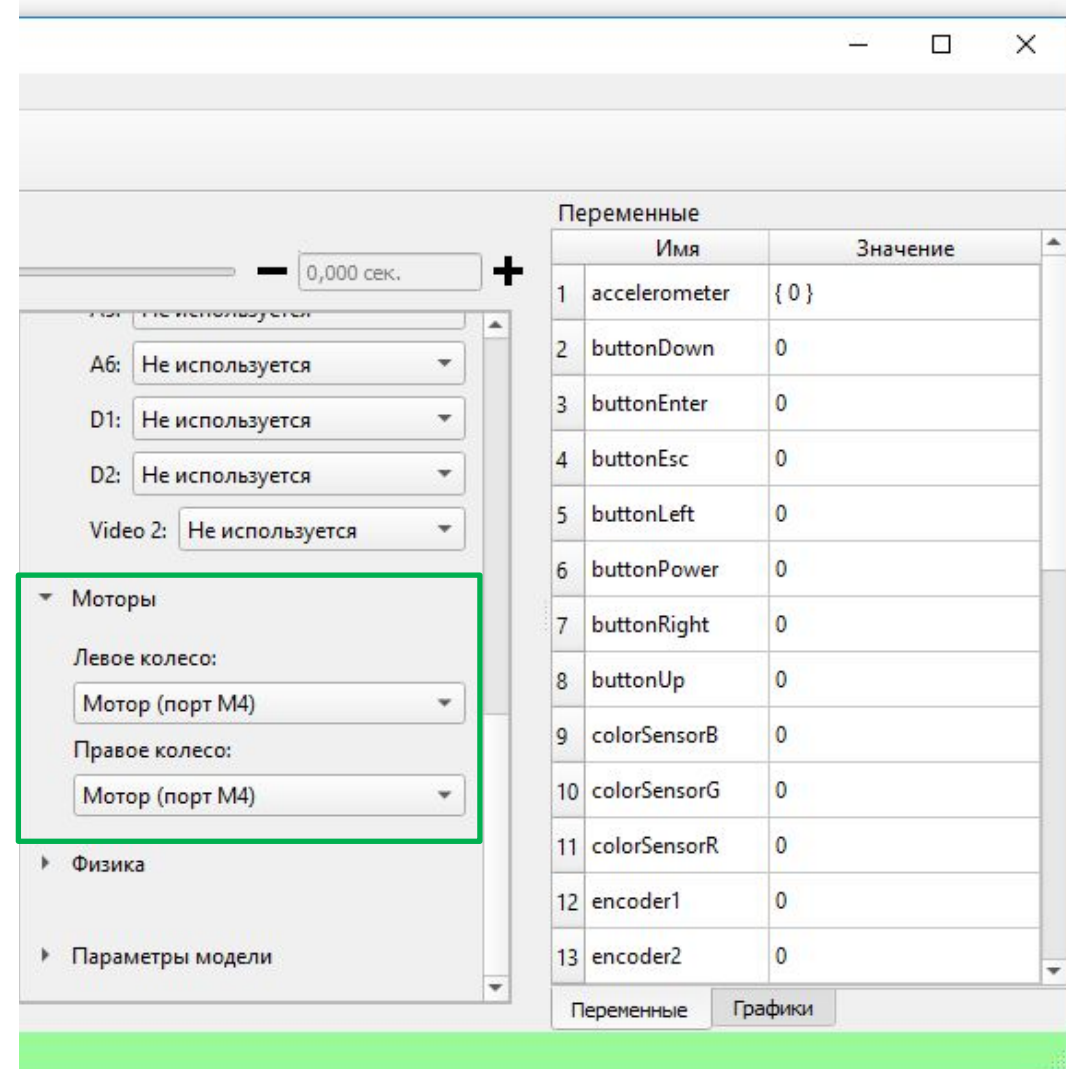 Переменные
Имя Значение
0,000 сек.
1 accelerometer { 0 }
2 buttonDown 0
3 buttonEnter 0
4 buttonEsc 0
5 buttonLeft 0
6 buttonPower 0
7 buttonRight 0
8 buttonUp 0
9 colorSensorB 0
10 colorSensorG 0
11 colorSensorR 0
12 encoder1 0
13 encoder2 0
Переменные Графики
A6: Не используется
D1: Не используется
D2: Не используется
Video 2: Не используется
Моторы
Левое колесо:
Мотор (порт M4)
Правое колесо:
Мотор (порт M4)
Физика
Параметры модели